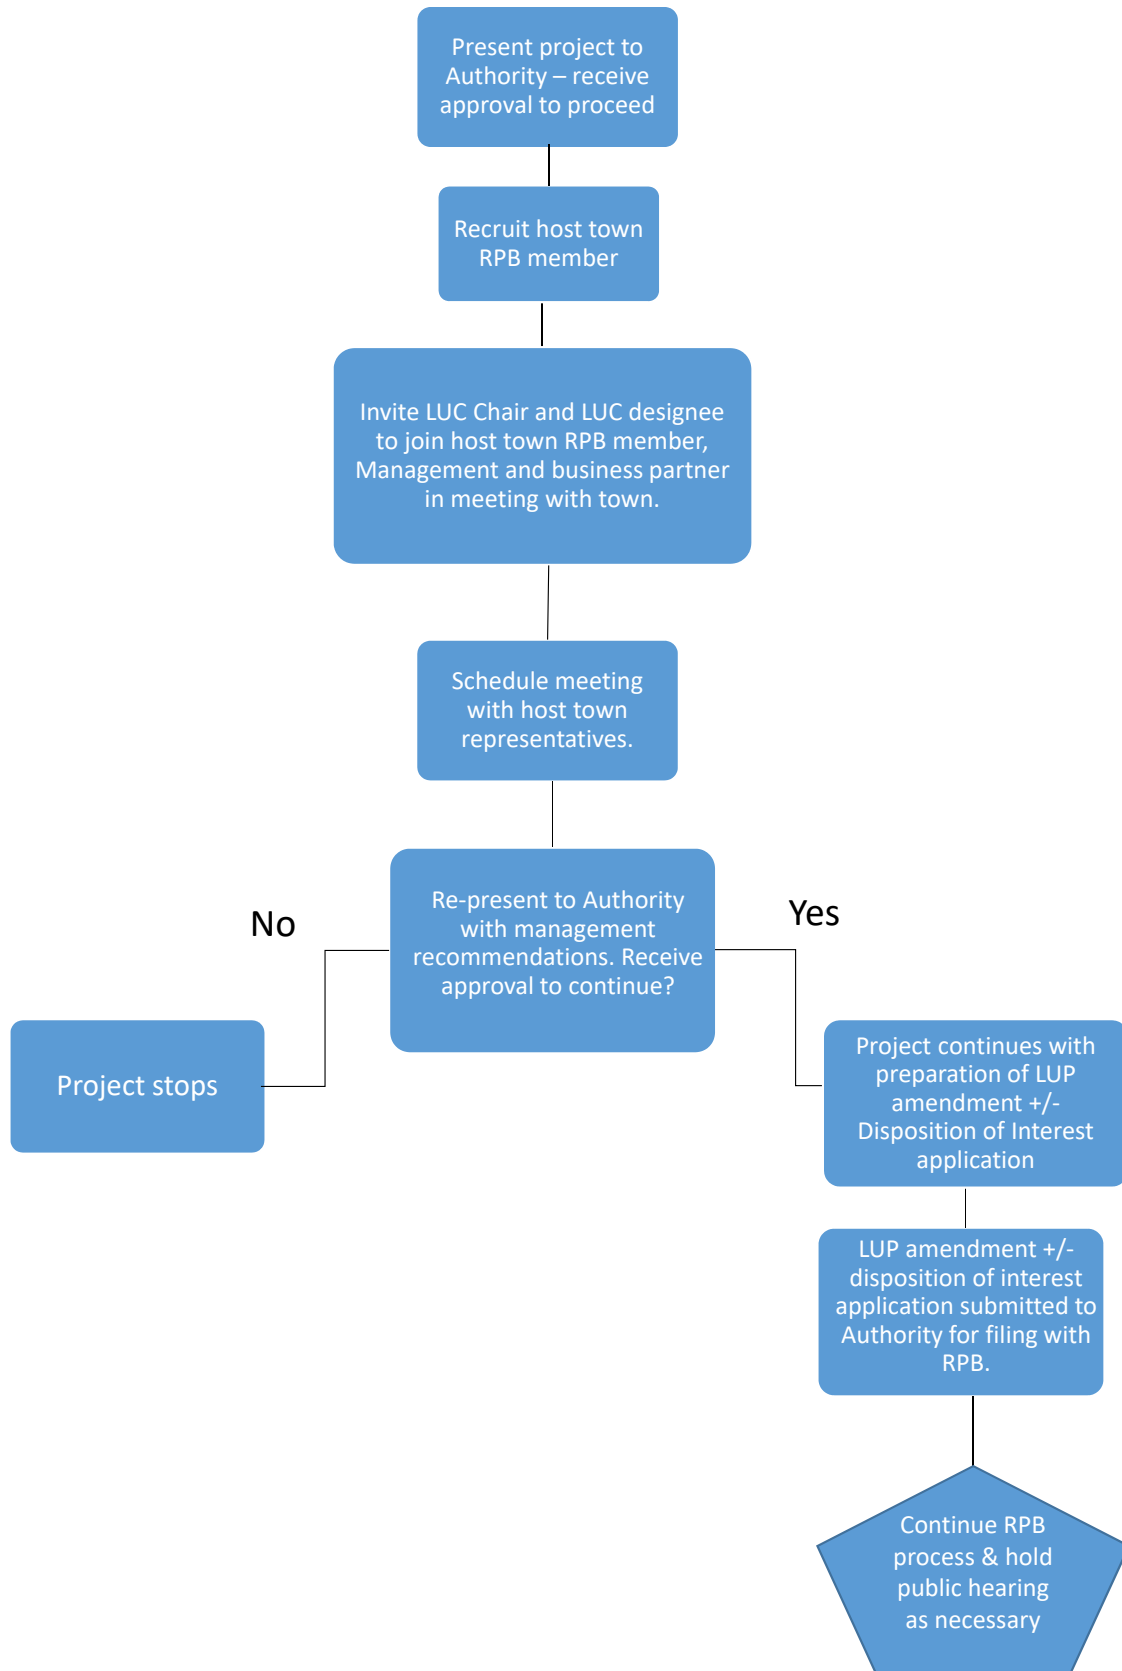 Present project to
Authority – receive
approval to proceed
Recruit host town
RPB member
Invite LUC Chair and LUC designee
to join host town RPB member,
Management and business partner
in meeting with town.
Schedule meeting
with host town
representatives.
Re-present to Authority
with management
recommendations. Receive
approval to continue?
No
Yes
Project stops
Project continues with
preparation of LUP
amendment +/-
Disposition of Interest
application
LUP amendment +/-
disposition of interest
application submitted to
Authority for filing with
RPB.
Continue RPB
process & hold
public hearing
as necessary